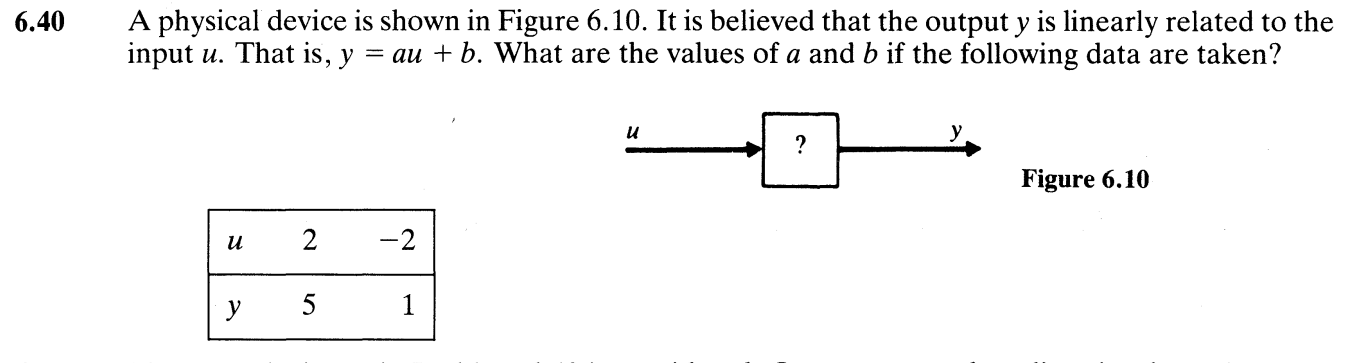 6.40 A physical device is shown in Figure 6.10. It is believed that the output y is linearly related to the
input u. That is, y = au + b. What are the values of a and b if the following data are taken?
u ? y
Figure 6.10
u 2 −2
y 5 1